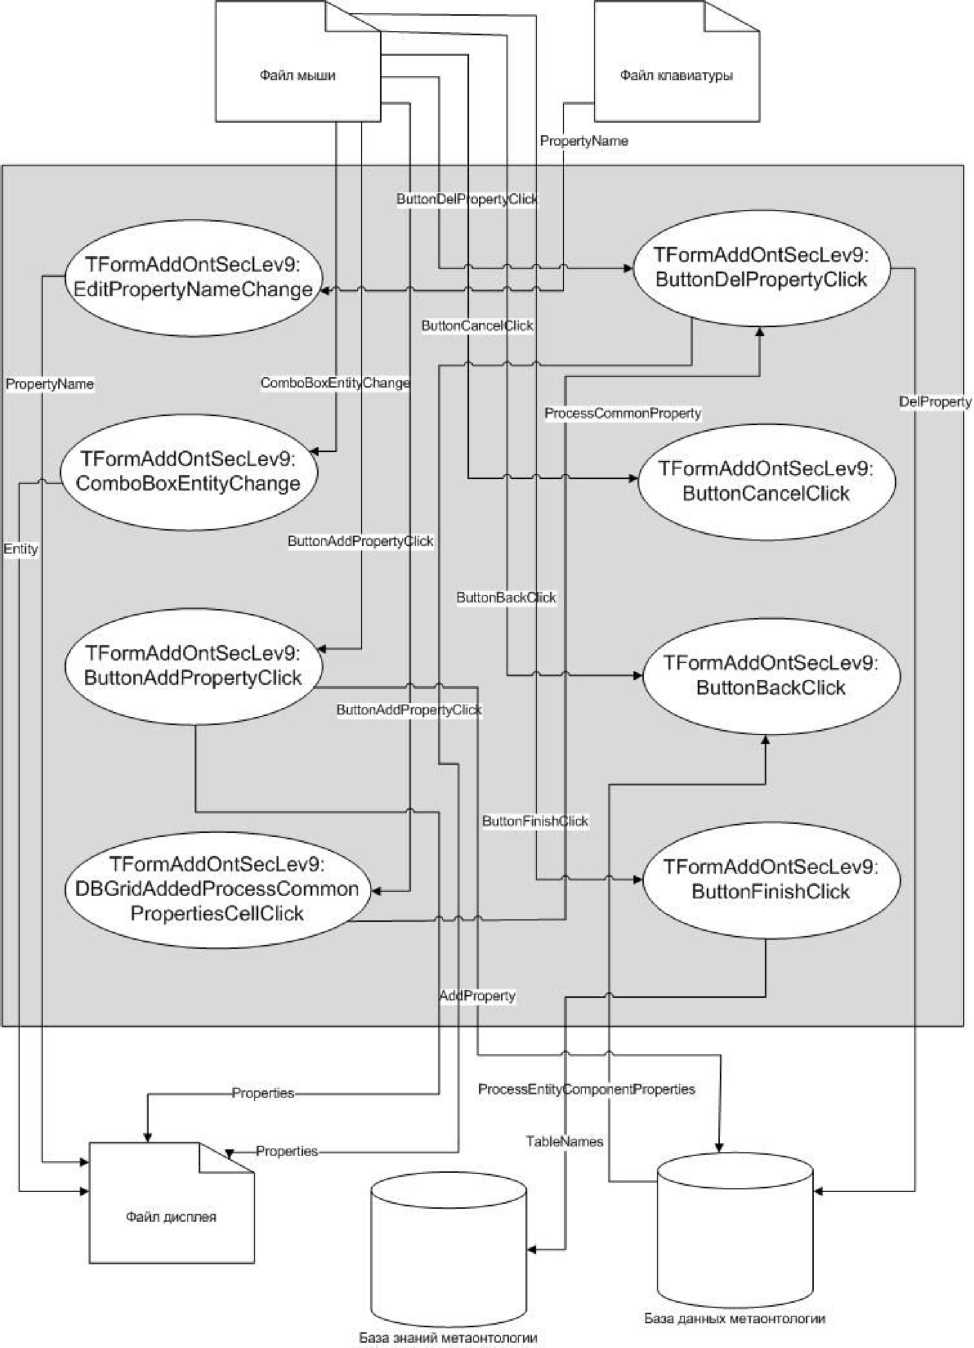 Файл мыши
Файл клавиатуры
PropertyName
ButtonDelPropertyClick
TFormAddOntSecLev9:
EditPropertyNameChange
TFormAddOntSecLev9:
ButtonDelPropertyClick
ButtonCancelClick
PropertyName
ComboBoxEntityChange
DelProperty
ProcessCommonProperty
TFormAddOntSecLev9:
ComboBoxEntityChange
TFormAddOntSecLev9:
ButtonCancelClick
Entity
ButtonAddPropertyClick
ButtonBackClick
TFormAddOntSecLev9:
ButtonAddPropertyClick
TFormAddOntSecLev9:
ButtonBackClick
ButtonAddPropertyClick
ButtonFinishClick
TFormAddOntSecLev9:
DBGridAddedProcessCommon
PropertiesCellClick
TFormAddOntSecLev9:
ButtonFinishClick
AddProperty
Properties
ProcessEntityComponentProperties
TableNames
Properties
Файл дисплея
База данных метаонтологии
База знаний метаонтологии